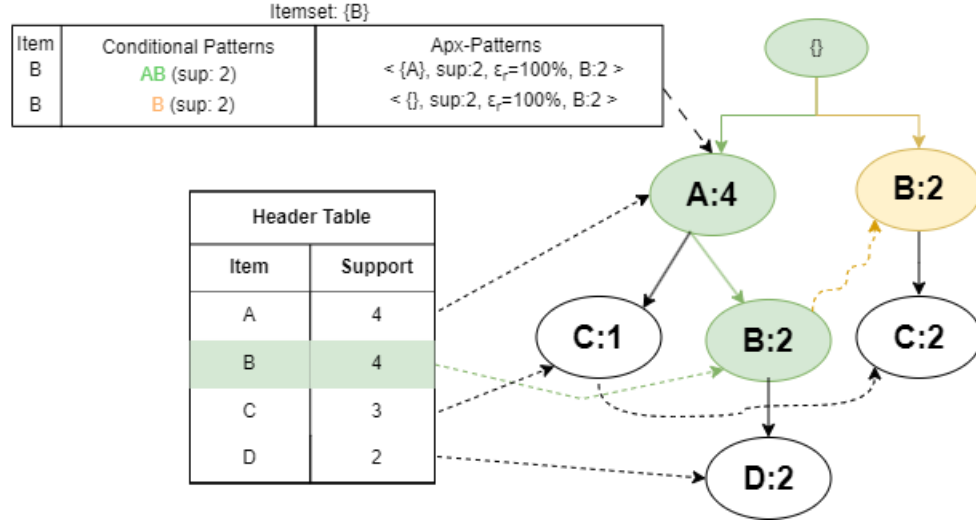 Itemset: {B}
Item Conditional Patterns Apx-Patterns
B AB (sup: 2) < {A}, sup:2, εr=100%, B:2 >
B B (sup: 2) < {}, sup:2, εr=100%, B:2 >
{}
A:4 B:2
Header Table
Item Support
A 4
B 4
C 3
D 2
C:1 B:2 C:2
D:2